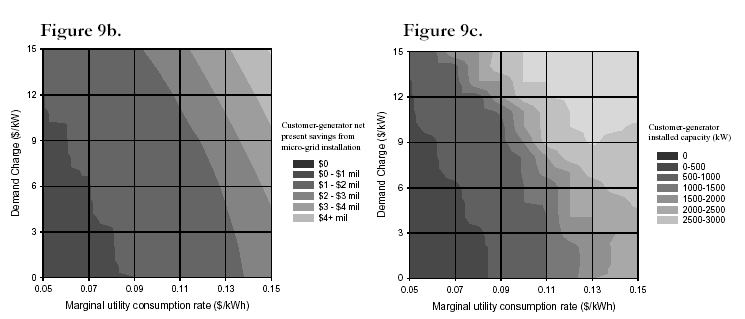 Figure 9b.
15
12
9
6
3
0
Demand Charge ($/kW)
0.05 0.07 0.09 0.11 0.13 0.15
Marginal utility consumption rate ($/kWh)
Customer-generator net
present savings from
micro-grid installation
$0
$0 - $1 mil
$1 - $2 mil
$2 - $3 mil
$3 - $4 mil
$4+ mil
Figure 9c.
15
12
9
6
3
0
Demand Charge ($/kW)
0.05 0.07 0.09 0.11 0.13 0.15
Marginal utility consumption rate ($/kWh)
Customer-generator
installed capacity (kW)
0
0-500
500-1000
1000-1500
1500-2000
2000-2500
2500-3000